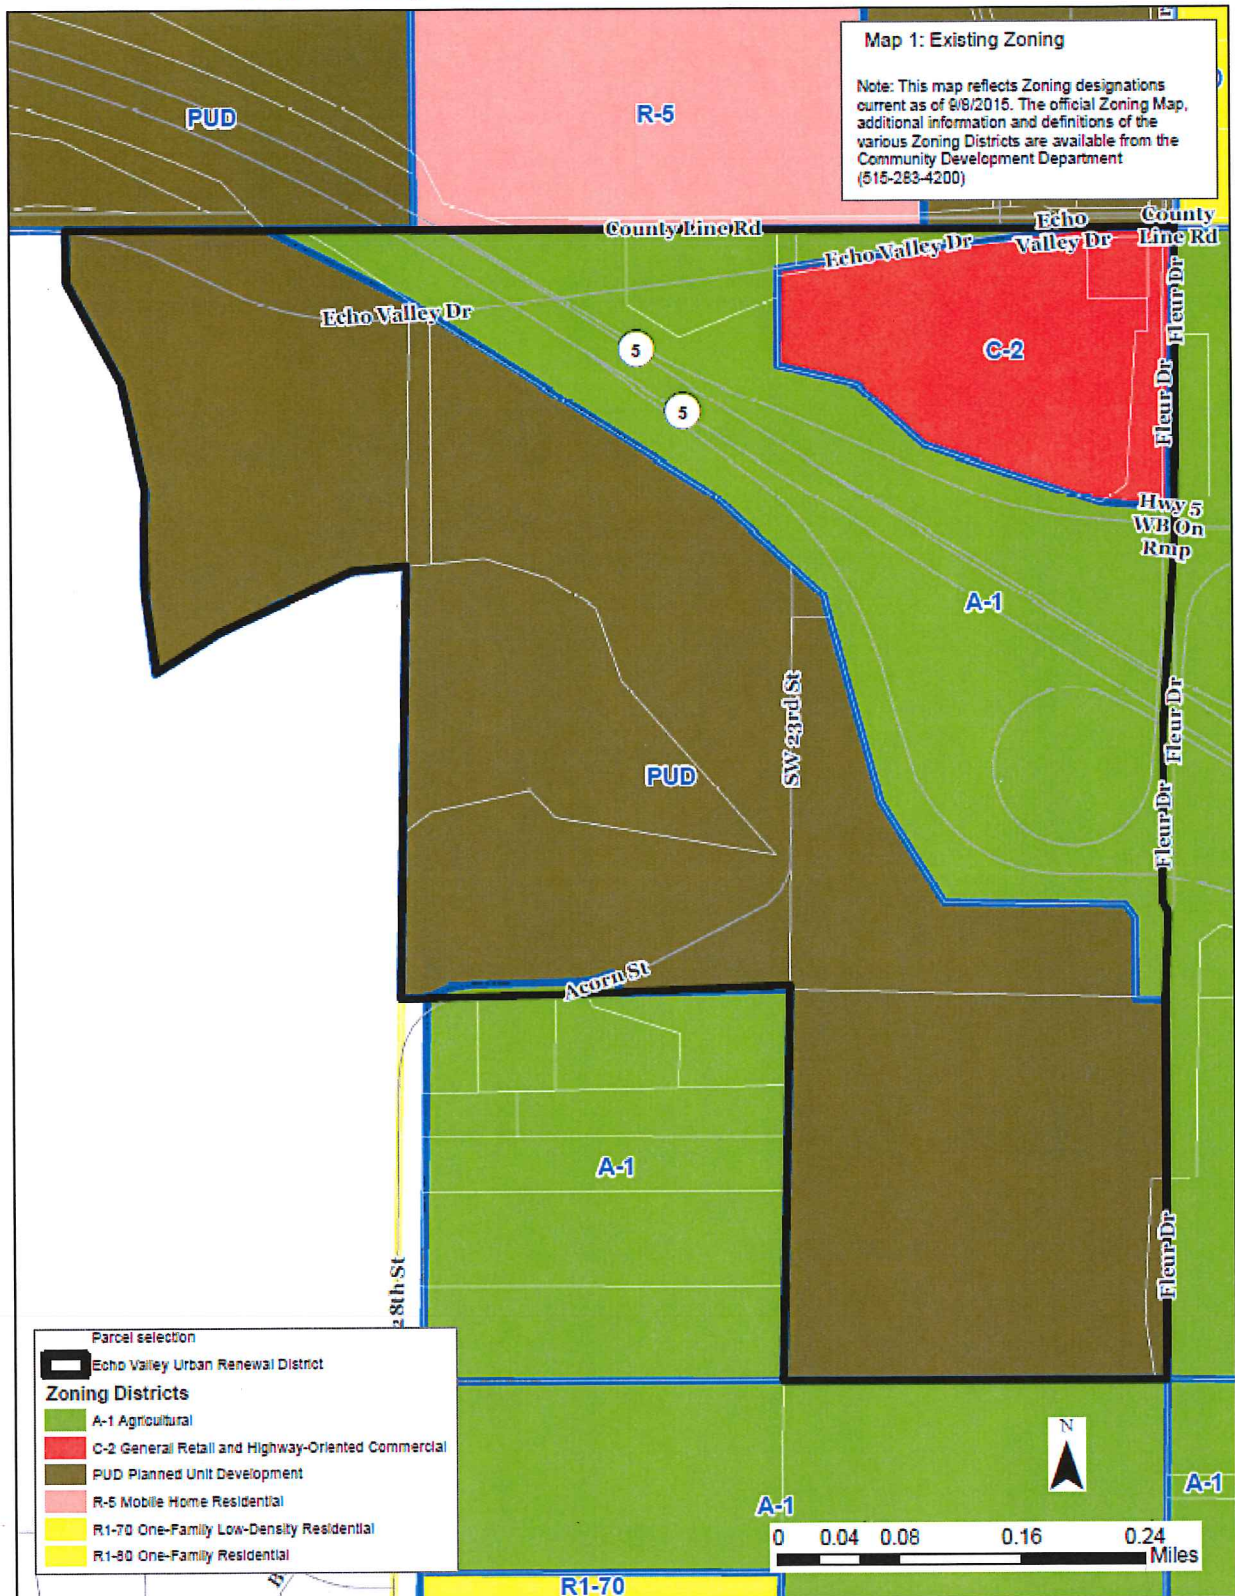 Map 1: Existing Zoning
Note: This map reflects Zoning designations
current as of 9/8/2015. The official Zoning Map,
additional information and definitions of the
various Zoning Districts are available from the
Community Development Department
(515-283-4200)
PUD
R-5
County Line Rd
Echo
Valley Dr
County
Line Rd
Echo Valley Dr
Echo Valley Dr
Fleur Dr
5
C-2
Fleur Dr
5
Hwy 5
WB On
Rmp
A-1
SW 23rd St
Fleur Dr
PUD
Fleur Dr
Acorn St
A-1
Fleur Dr
28th St
Parcel selection
Echo Valley Urban Renewal District
Zoning Districts
A-1 Agricultural
C-2 General Retail and Highway-Oriented Commercial
PUD Planned Unit Development
R-5 Mobile Home Residential
R1-70 One-Family Low-Density Residential
R1-80 One-Family Residential
N
A-1
A-1
0 0.04 0.08 0.16 0.24
Miles
R1-70